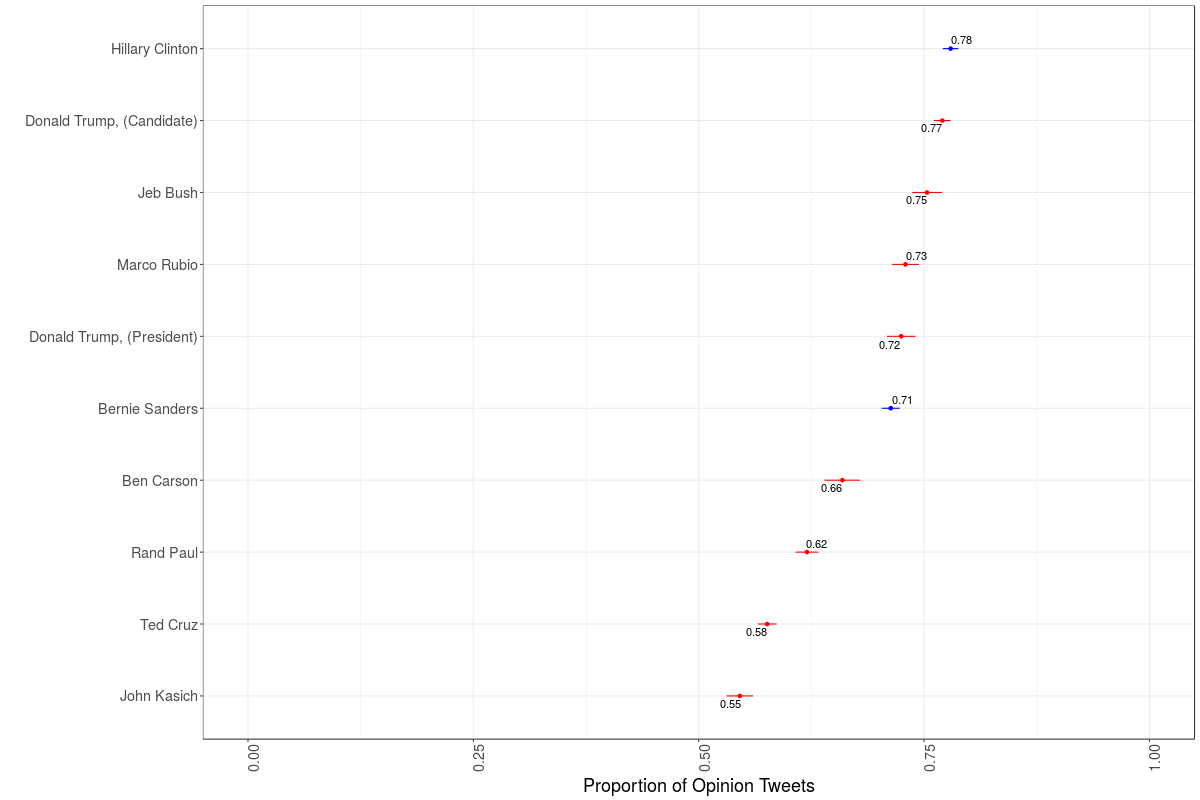 Hillary Clinton
0.78
Donald Trump, (Candidate)
0.77
Jeb Bush
0.75
Marco Rubio
0.73
Donald Trump, (President)
0.72
Bernie Sanders
0.71
Ben Carson
0.66
Rand Paul
0.62
Ted Cruz
0.58
John Kasich
0.55
0.00
0.25
0.50
0.75
1.00
Proportion of Opinion Tweets